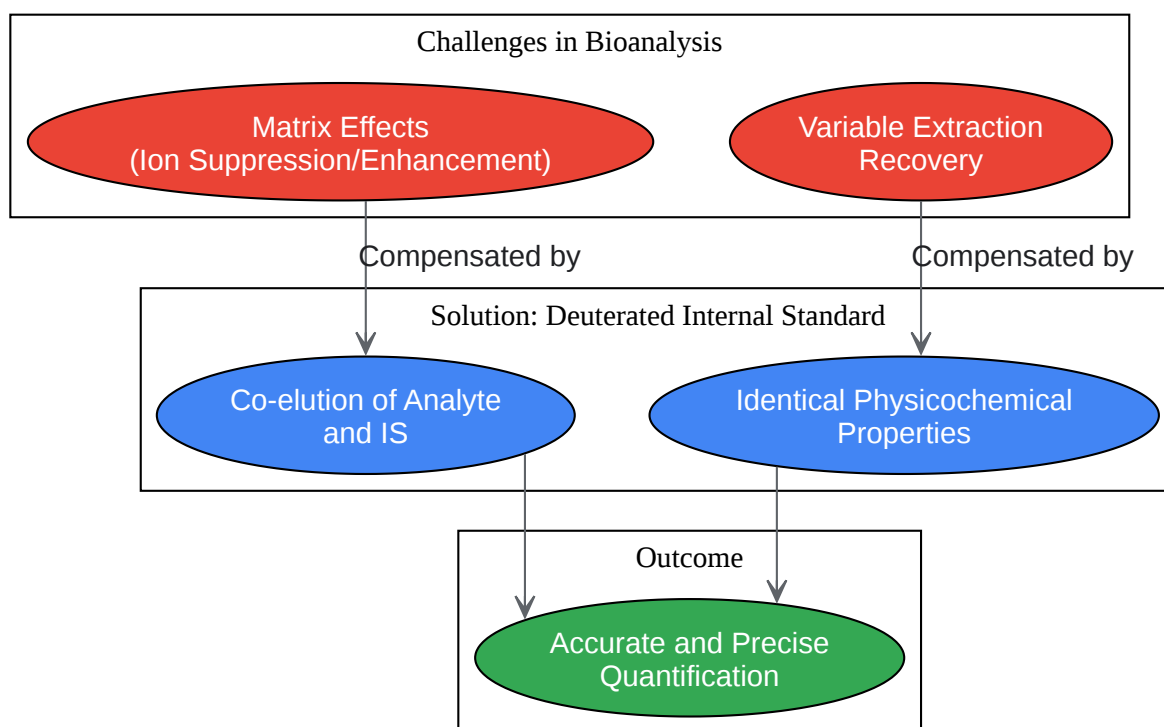 Challenges in Bioanalysis
Matrix Effects
(Ion Suppression/Enhancement)
Variable Extraction
Recovery
Compensated by
Compensated by
Solution: Deuterated Internal Standard
Co-elution of Analyte
and IS
Identical Physicochemical
Properties
Outcome
Accurate and Precise
Quantification